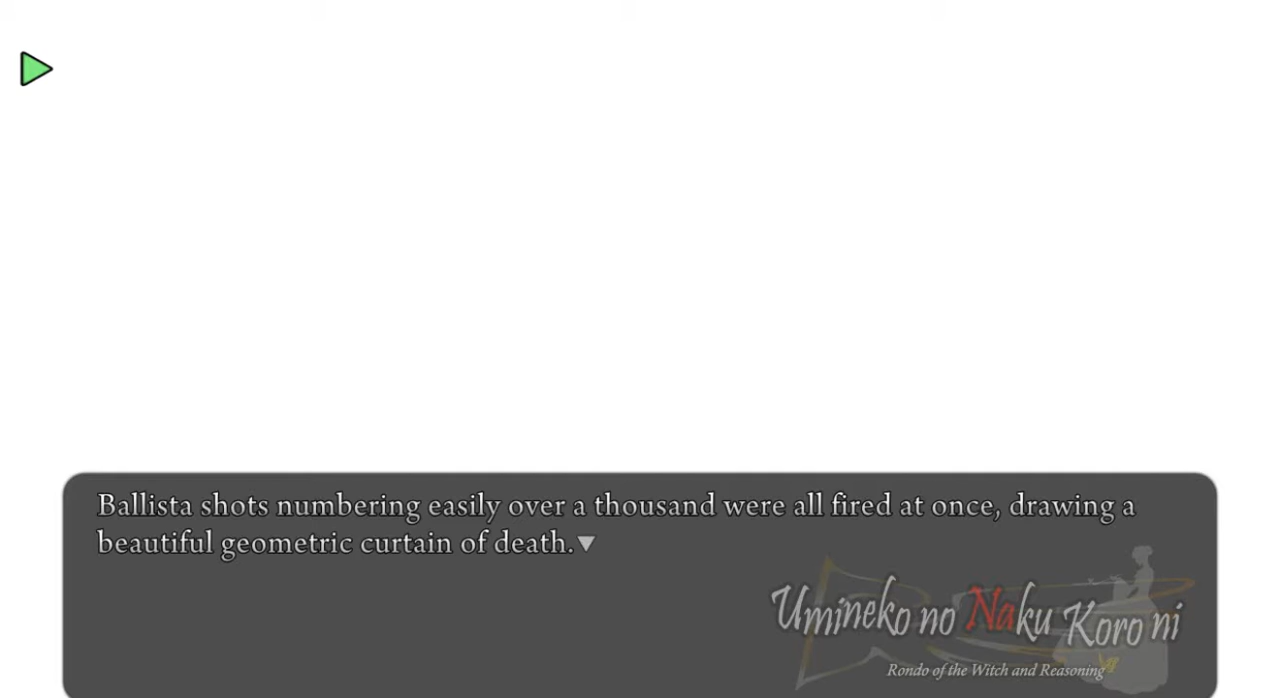 Ballista shots numbering easily over a thousand were all fired at once, drawing a
beautiful geometric curtain of death.
Umineko no Naku Koro ni
Rondo of the Witch and Reasoning